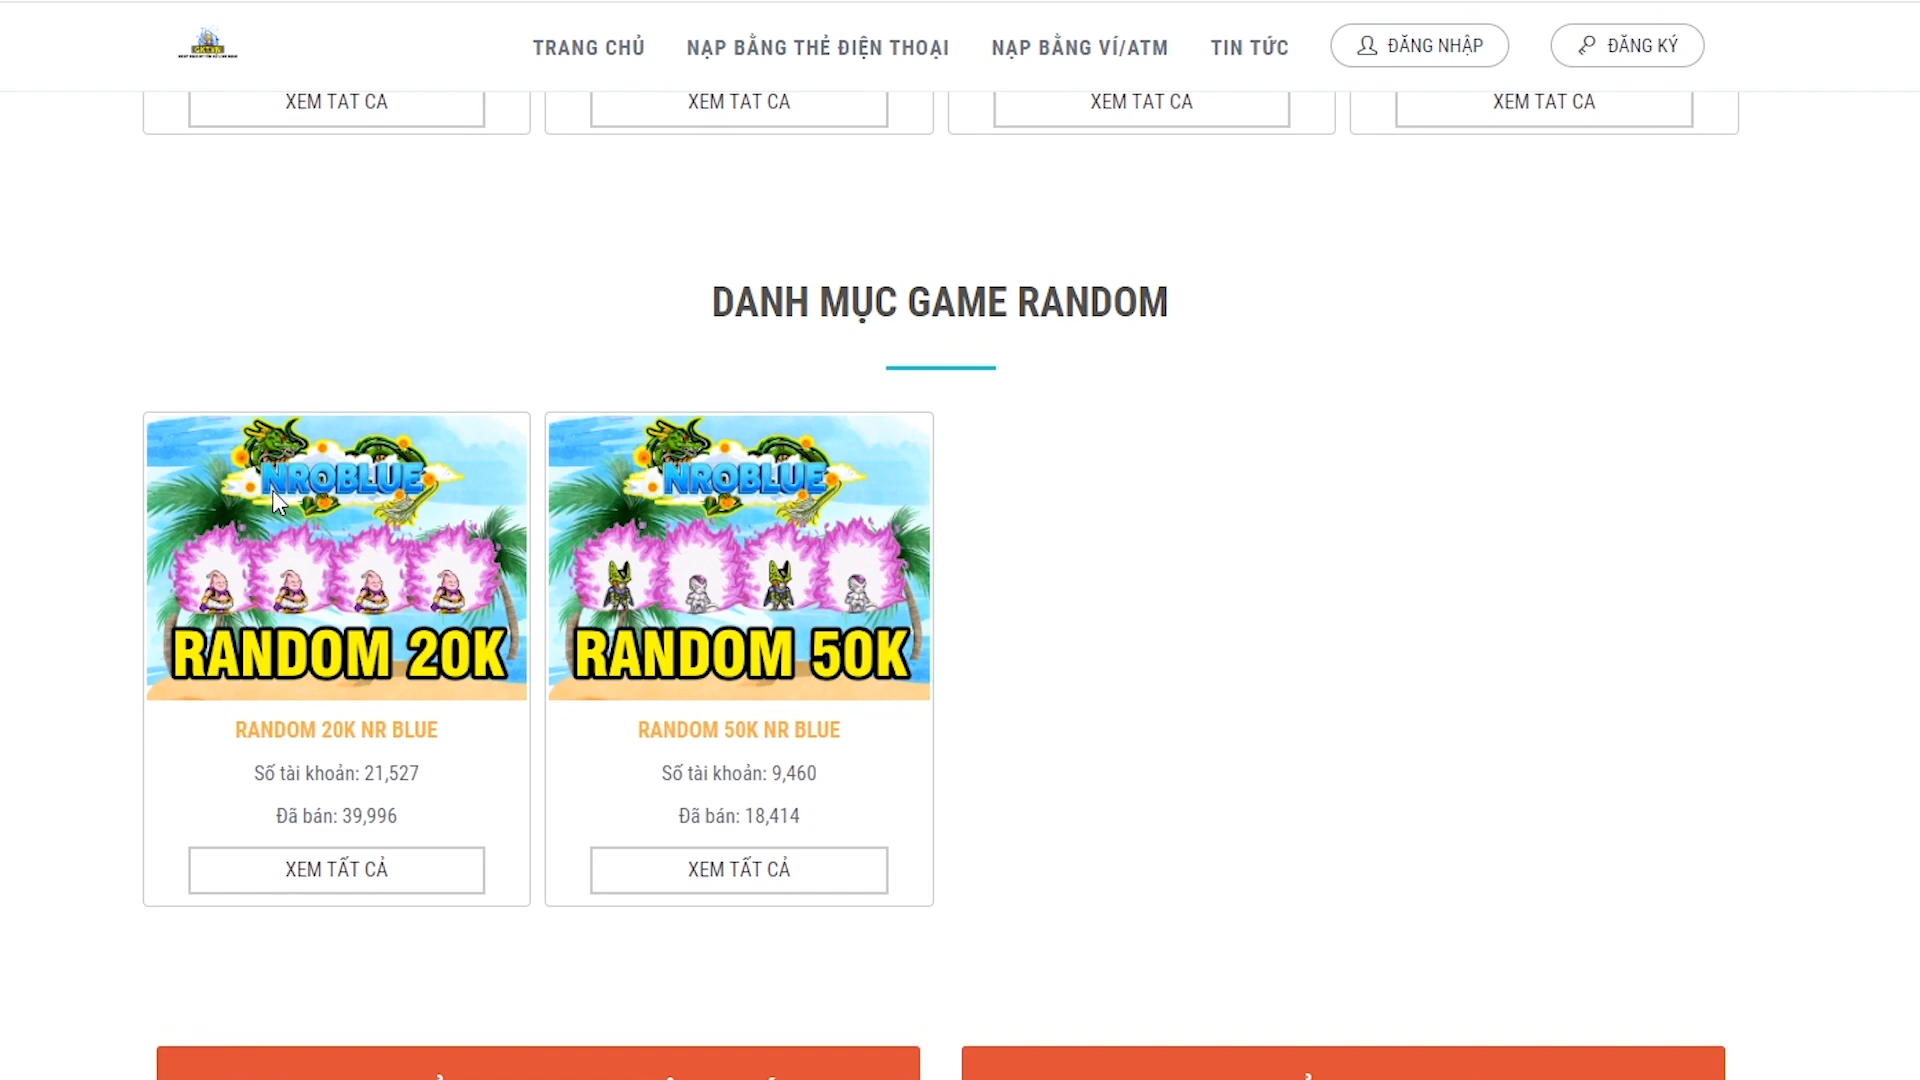 TRANG CHỦ
NẠP BẰNG THẺ ĐIỆN THOẠI
NẠP BẰNG VÍ/ATM
TIN TỨC
ĐĂNG NHẬP
ĐĂNG KÝ
XEM TẤT CẢ
XEM TẤT CẢ
XEM TẤT CẢ
XEM TẤT CẢ
DANH MỤC GAME RANDOM
NROBLUE
RANDOM 20K
RANDOM 20K NR BLUE
Số tài khoản: 21,527
Đã bán: 39,996
XEM TẤT CẢ
NROBLUE
RANDOM 50K
RANDOM 50K NR BLUE
Số tài khoản: 9,460
Đã bán: 18,414
XEM TẤT CẢ